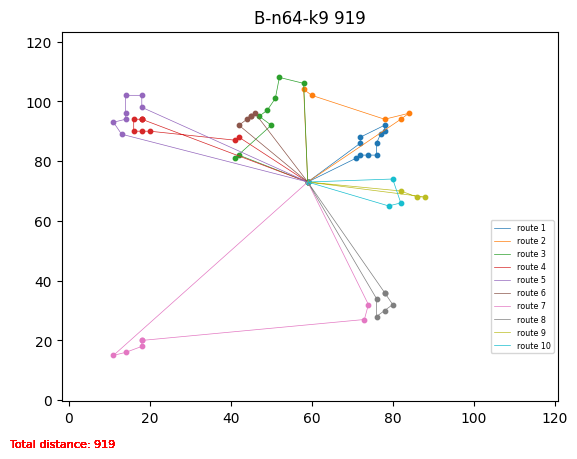 B-n64-k9 919
120
100
80
60
40
20
0
0 20 40 60 80 100 120
route 1
route 2
route 3
route 4
route 5
route 6
route 7
route 8
route 9
route 10
Total distance: 919